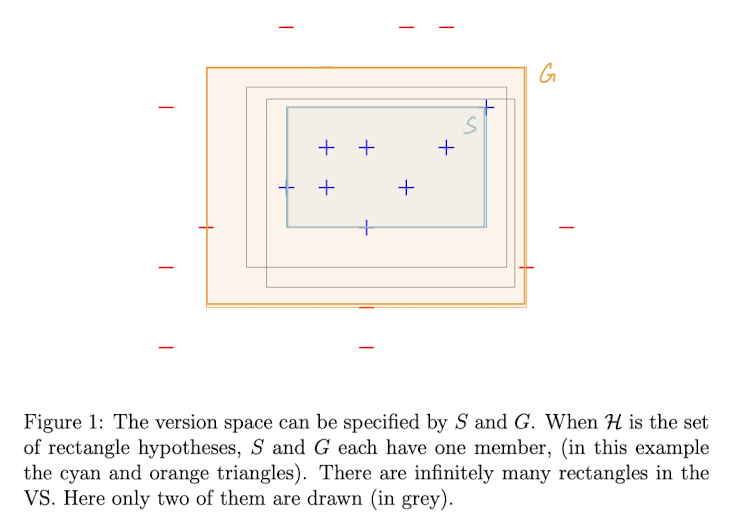 G
S
Figure 1: The version space can be specified by S and G. When ℋ is the set
of rectangle hypotheses, S and G each have one member, (in this example
the cyan and orange triangles). There are infinitely many rectangles in the
VS. Here only two of them are drawn (in grey).